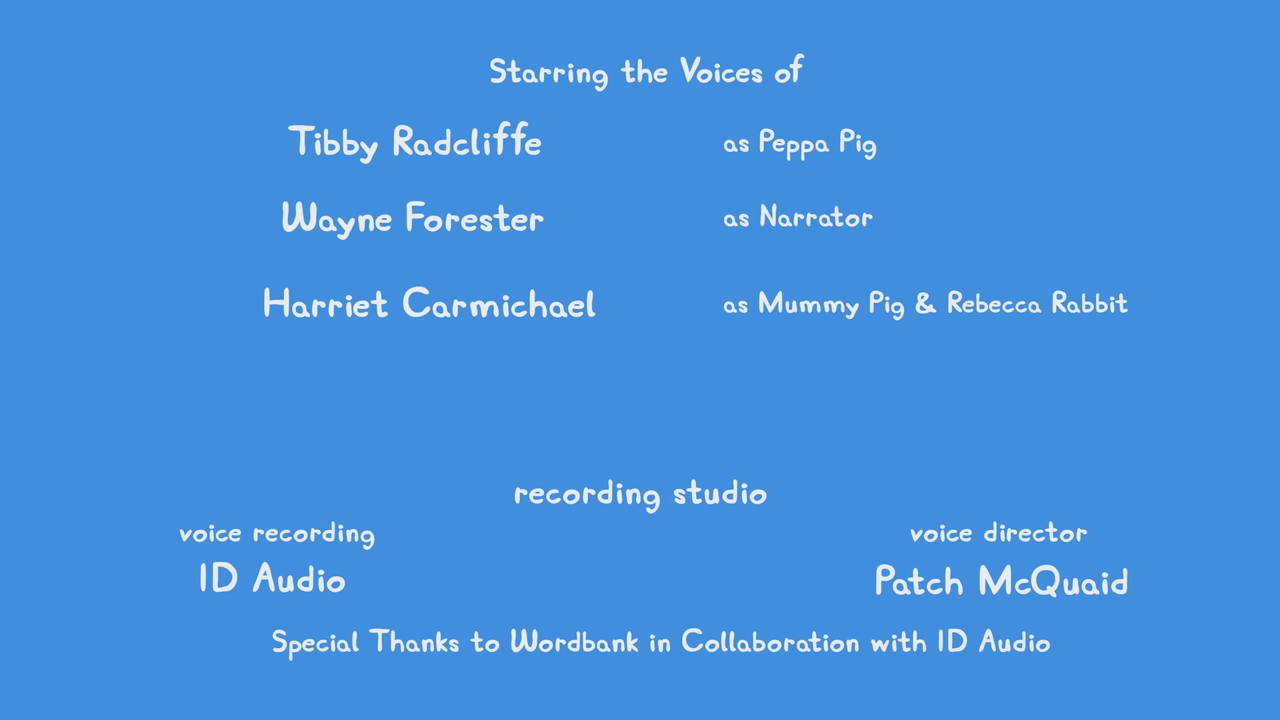 Starring the Voices of
Tibby Radcliffe as Peppa Pig
Wayne Forester as Narrator
Harriet Carmichael as Mummy Pig & Rebecca Rabbit
recording studio
voice recording voice director
ID Audio Patch McQuaid
Special Thanks to Wordbank in Collaboration with ID Audio